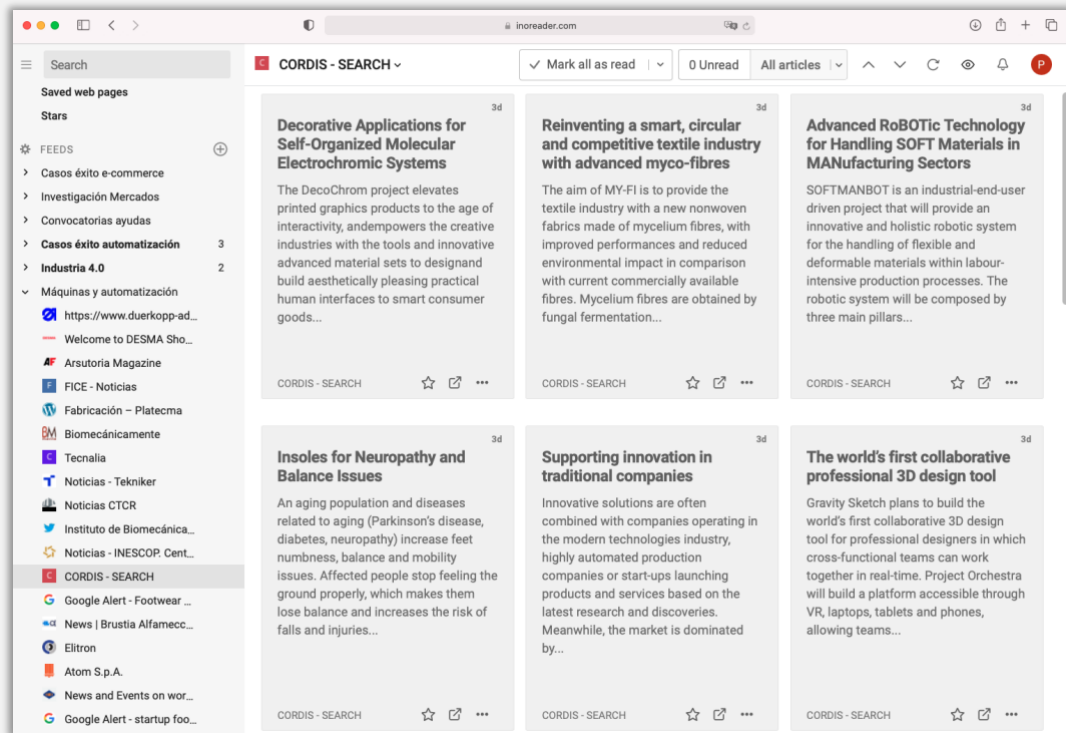 inoreader.com
Search
Saved web pages
Stars
FEEDS
Casos éxito e-commerce
Investigación Mercados
Convocatorias ayudas
Casos éxito automatización 3
Industria 4.0 2
Máquinas y automatización
https://www.duerkopp-ad...
Welcome to DESMA Sho...
Arsutoria Magazine
FICE - Noticias
Fabricación – Platecma
Biomecánicamente
Tecnalia
Noticias - Tekniker
Noticias CTCR
Instituto de Biomecánica...
Noticias - INESCOP. Cent...
CORDIS - SEARCH
Google Alert - Footwear ...
News | Brustia Alfamecc...
Elitron
Atom S.p.A.
News and Events on wor...
Google Alert - startup foo...
C CORDIS - SEARCH
Mark all as read
0 Unread
All articles
P
3d
Decorative Applications for
Self-Organized Molecular
Electrochromic Systems
The DecoChrom project elevates
printed graphics products to the age of
interactivity, andempowers the creative
industries with the tools and innovative
advanced material sets to designand
build aesthetically pleasing practical
human interfaces to smart consumer
goods...
CORDIS - SEARCH
3d
Reinventing a smart, circular
and competitive textile industry
with advanced myco-fibres
The aim of MY-FI is to provide the
textile industry with a new nonwoven
fabrics made of mycelium fibres, with
improved performances and reduced
environmental impact in comparison
with current commercially available
fibres. Mycelium fibres are obtained by
fungal fermentation...
CORDIS - SEARCH
3d
Advanced RoBOTic Technology
for Handling SOFT Materials in
MANufacturing Sectors
SOFTMANBOT is an industrial-end-user
driven project that will provide an
innovative and holistic robotic system
for the handling of flexible and
deformable materials within labour-
intensive production processes. The
robotic system will be composed by
three main pillars...
CORDIS - SEARCH
3d
Insoles for Neuropathy and
Balance Issues
An aging population and diseases
related to aging (Parkinson's disease,
diabetes, neuropathy) increase feet
numbness, balance and mobility
issues. Affected people stop feeling the
ground properly, which makes them
lose balance and increases the risk of
falls and injuries...
CORDIS - SEARCH
3d
Supporting innovation in
traditional companies
Innovative solutions are often
combined with companies operating in
the modern technologies industry,
highly automated production
companies or start-ups launching
products and services based on the
latest research and discoveries.
Meanwhile, the market is dominated
by...
CORDIS - SEARCH
3d
The world's first collaborative
professional 3D design tool
Gravity Sketch plans to build the
world's first collaborative 3D design
tool for professional designers in which
cross-functional teams can work
together in real-time. Project Orchestra
will build a platform accessible through
VR, laptops, tablets and phones,
allowing teams...
CORDIS - SEARCH